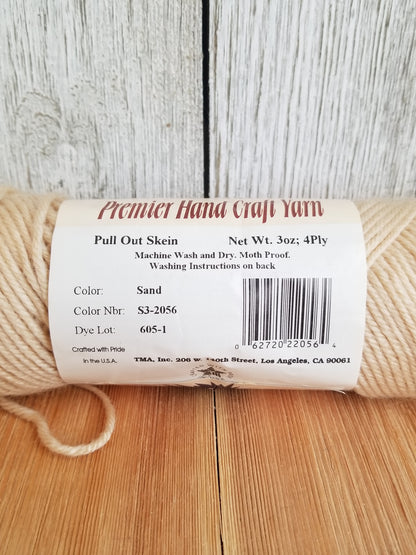 Premier Hand Craft Yarn
Pull Out Skein Net Wt. 3oz; 4Ply
Machine Wash and Dry. Moth Proof.
Washing Instructions on back
Color: Sand
Color Nbr: S3-2056
Dye Lot: 605-1
0 62720 22056 4
Crafted with Pride
In the U.S.A.
TMA, Inc. 206 W. 140th Street, Los Angeles, CA 90061